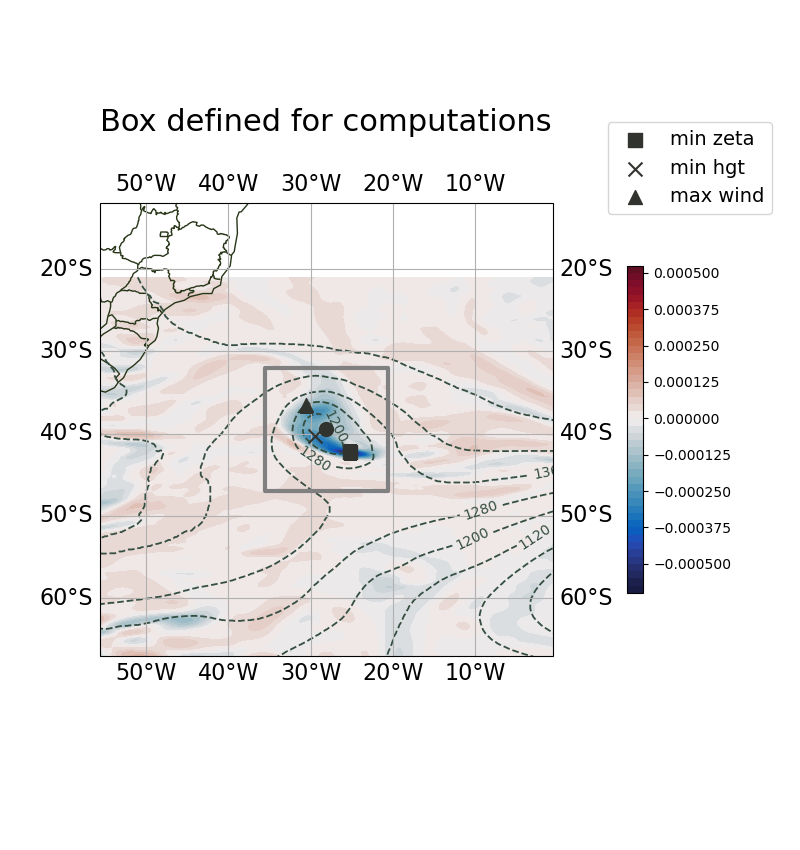 Box defined for computations
min zeta
min hgt
max wind
50°W 40°W 30°W 20°W 10°W
20°S 20°S
30°S 30°S
40°S 40°S
50°S 50°S
60°S 60°S
50°W 40°W 30°W 20°W 10°W
1200
1280
136
1280
1200
1120
0.000500
0.000375
0.000250
0.000125
0.000000
−0.000125
−0.000250
−0.000375
−0.000500